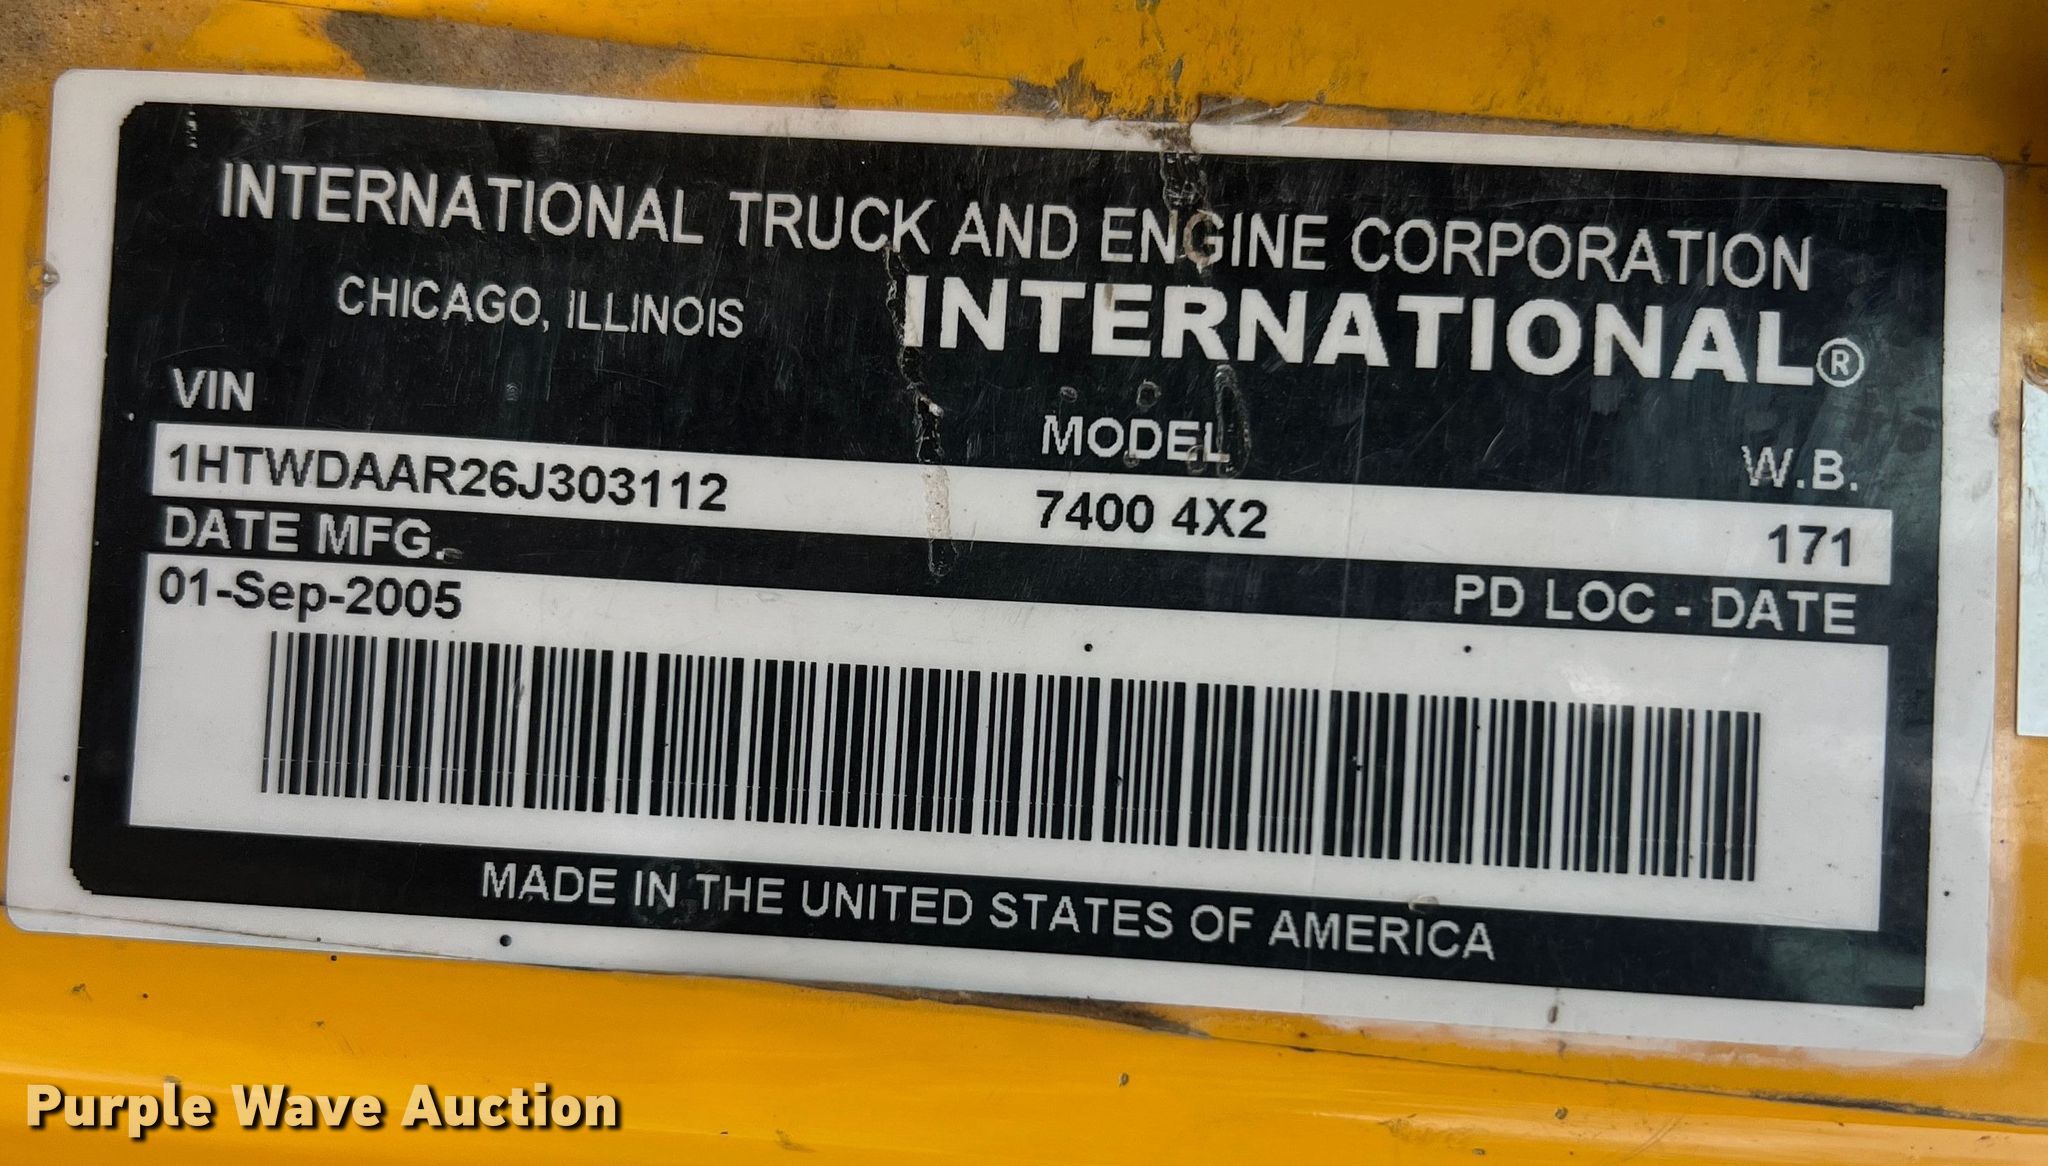 INTERNATIONAL TRUCK AND ENGINE CORPORATION
CHICAGO, ILLINOIS
INTERNATIONAL®
VIN
MODEL
W.B.
1HTWDAAR26J303112
7400 4X2
171
DATE MFG.
PD LOC - DATE
01-Sep-2005
MADE IN THE UNITED STATES OF AMERICA
Purple Wave Auction